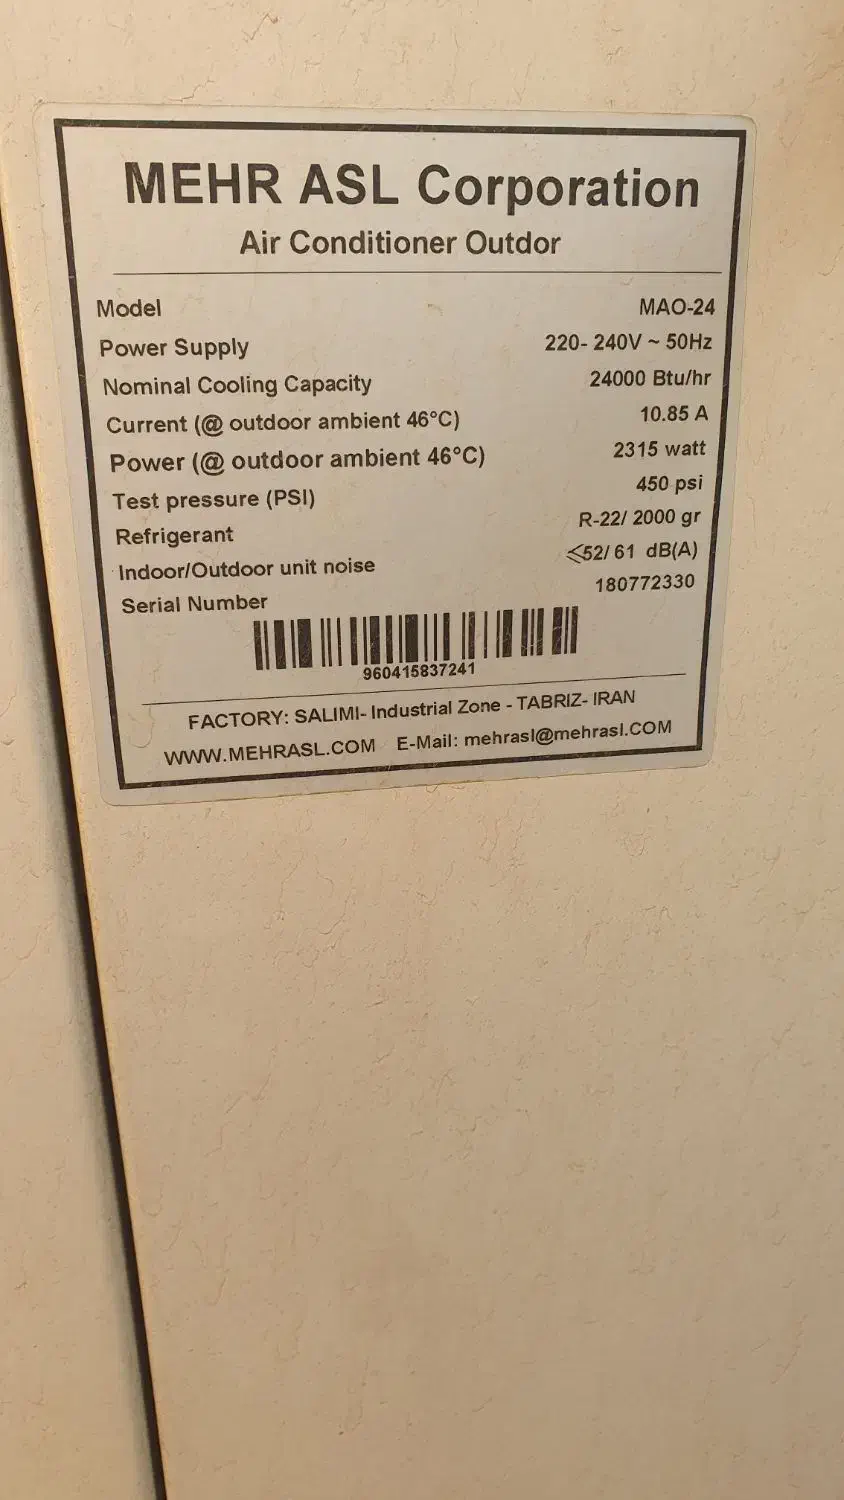 MEHR ASL Corporation
Air Conditioner Outdor
Model MAO-24
Power Supply 220- 240V ~ 50Hz
Nominal Cooling Capacity 24000 Btu/hr
Current (@ outdoor ambient 46°C) 10.85 A
Power (@ outdoor ambient 46°C) 2315 watt
Test pressure (PSI) 450 psi
Refrigerant R-22/ 2000 gr
Indoor/Outdoor unit noise ≤52/ 61 dB(A)
Serial Number 180772330
960415837241
FACTORY: SALIMI- Industrial Zone - TABRIZ- IRAN
WWW.MEHRASL.COM E-Mail: mehrasl@mehrasl.COM